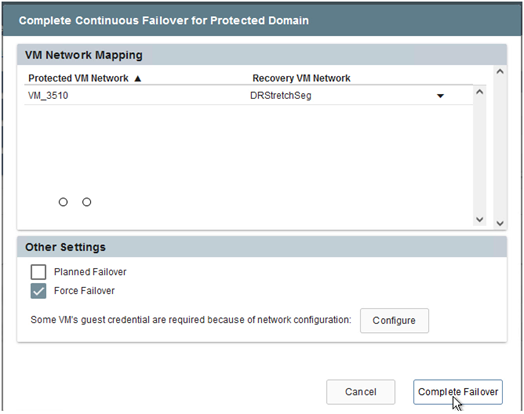 Complete Continuous Failover for Protected Domain
VM Network Mapping
Protected VM Network ▲ Recovery VM Network
VM_3510 DRStretchSeg
Other Settings
Planned Failover
Force Failover
Some VM's guest credential are required because of network configuration: Configure
Cancel Complete Failover